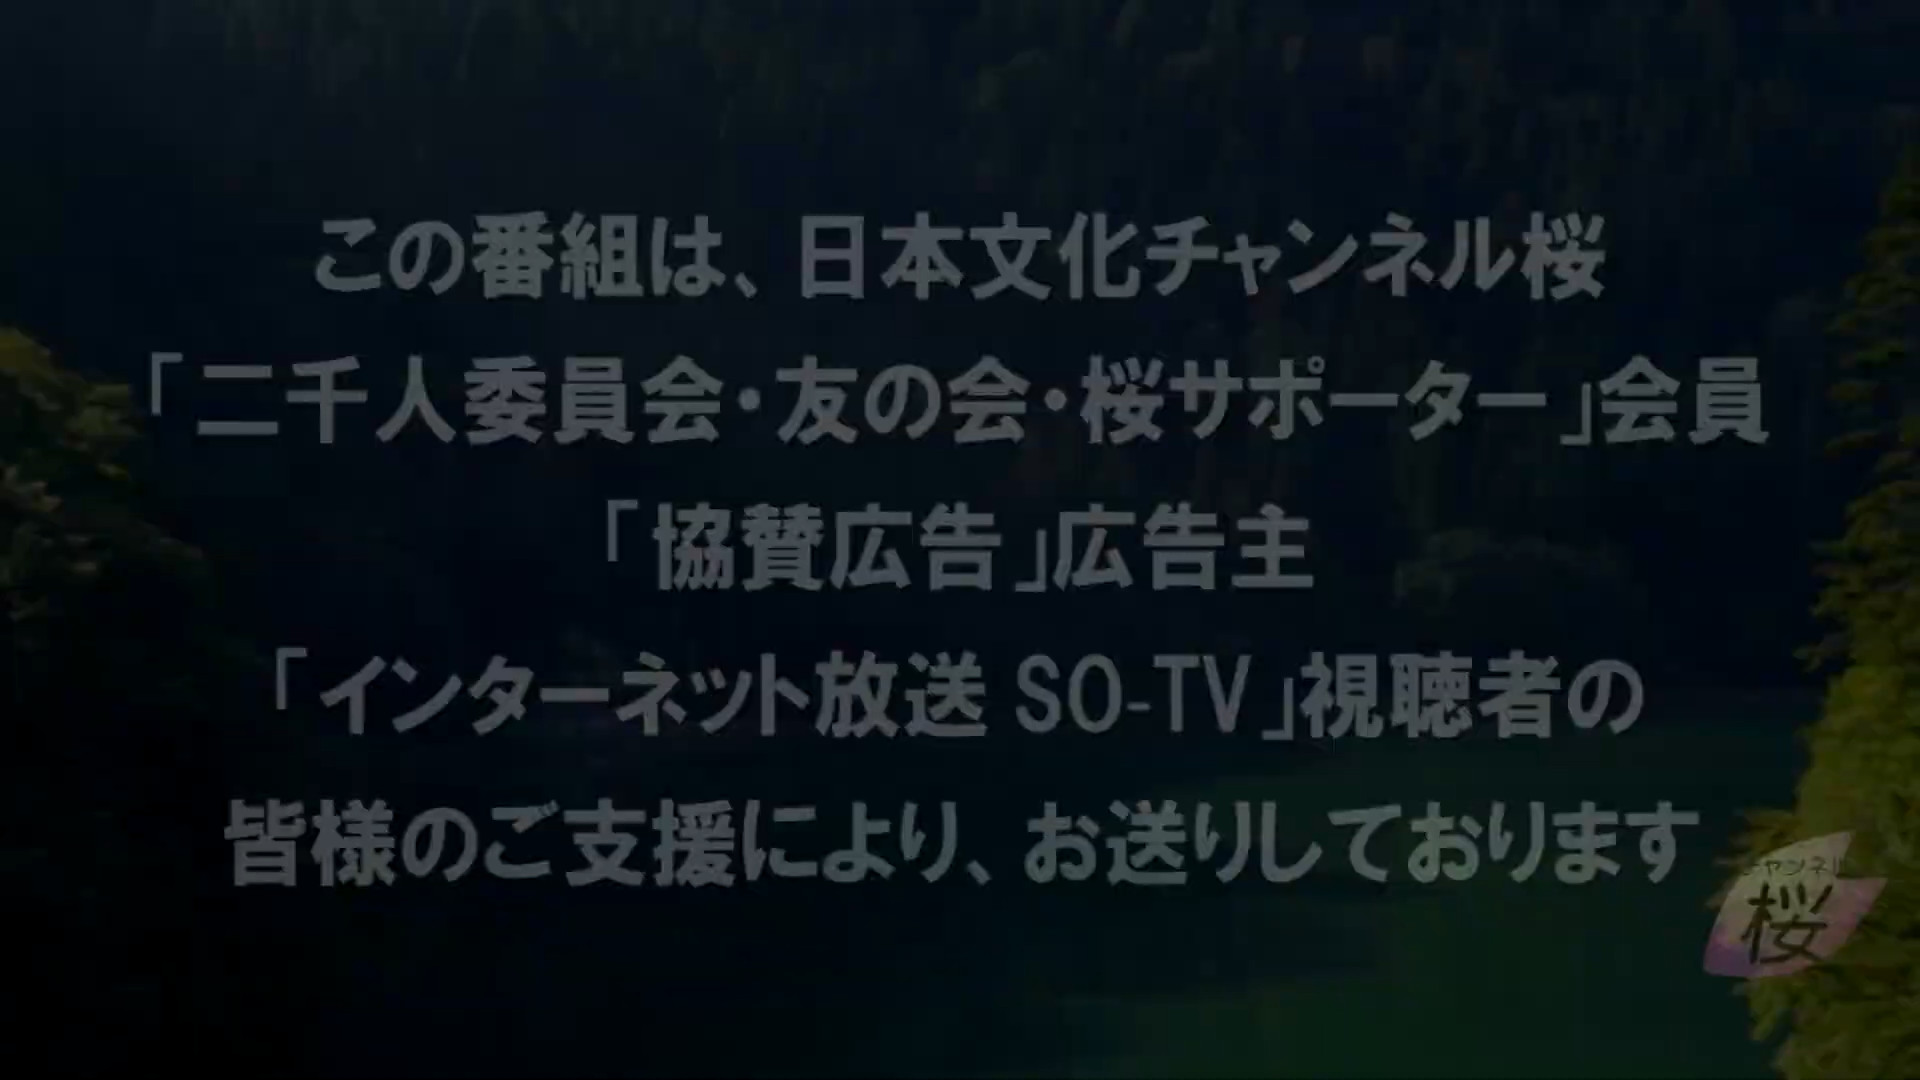 この番組は、日本文化チャンネル桜
「二千人委員会・友の会・桜サポーター」会員
「協賛広告」広告主
「インターネット放送 SO-TV」視聴者の
皆様のご支援により、お送りしております
チャンネル
桜